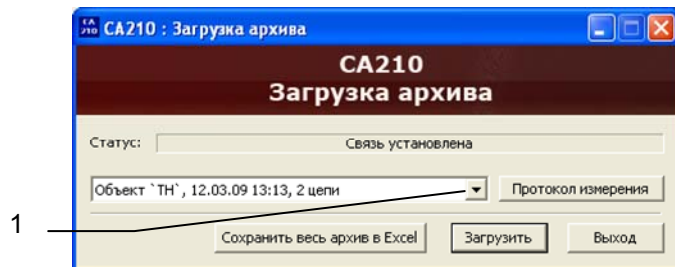 CA210 : Загрузка архива
CA210
Загрузка архива
Статус: Связь установлена
Объект `ТН`, 12.03.09 13:13, 2 цепи Протокол измерения
1
Сохранить весь архив в Excel Загрузить Выход